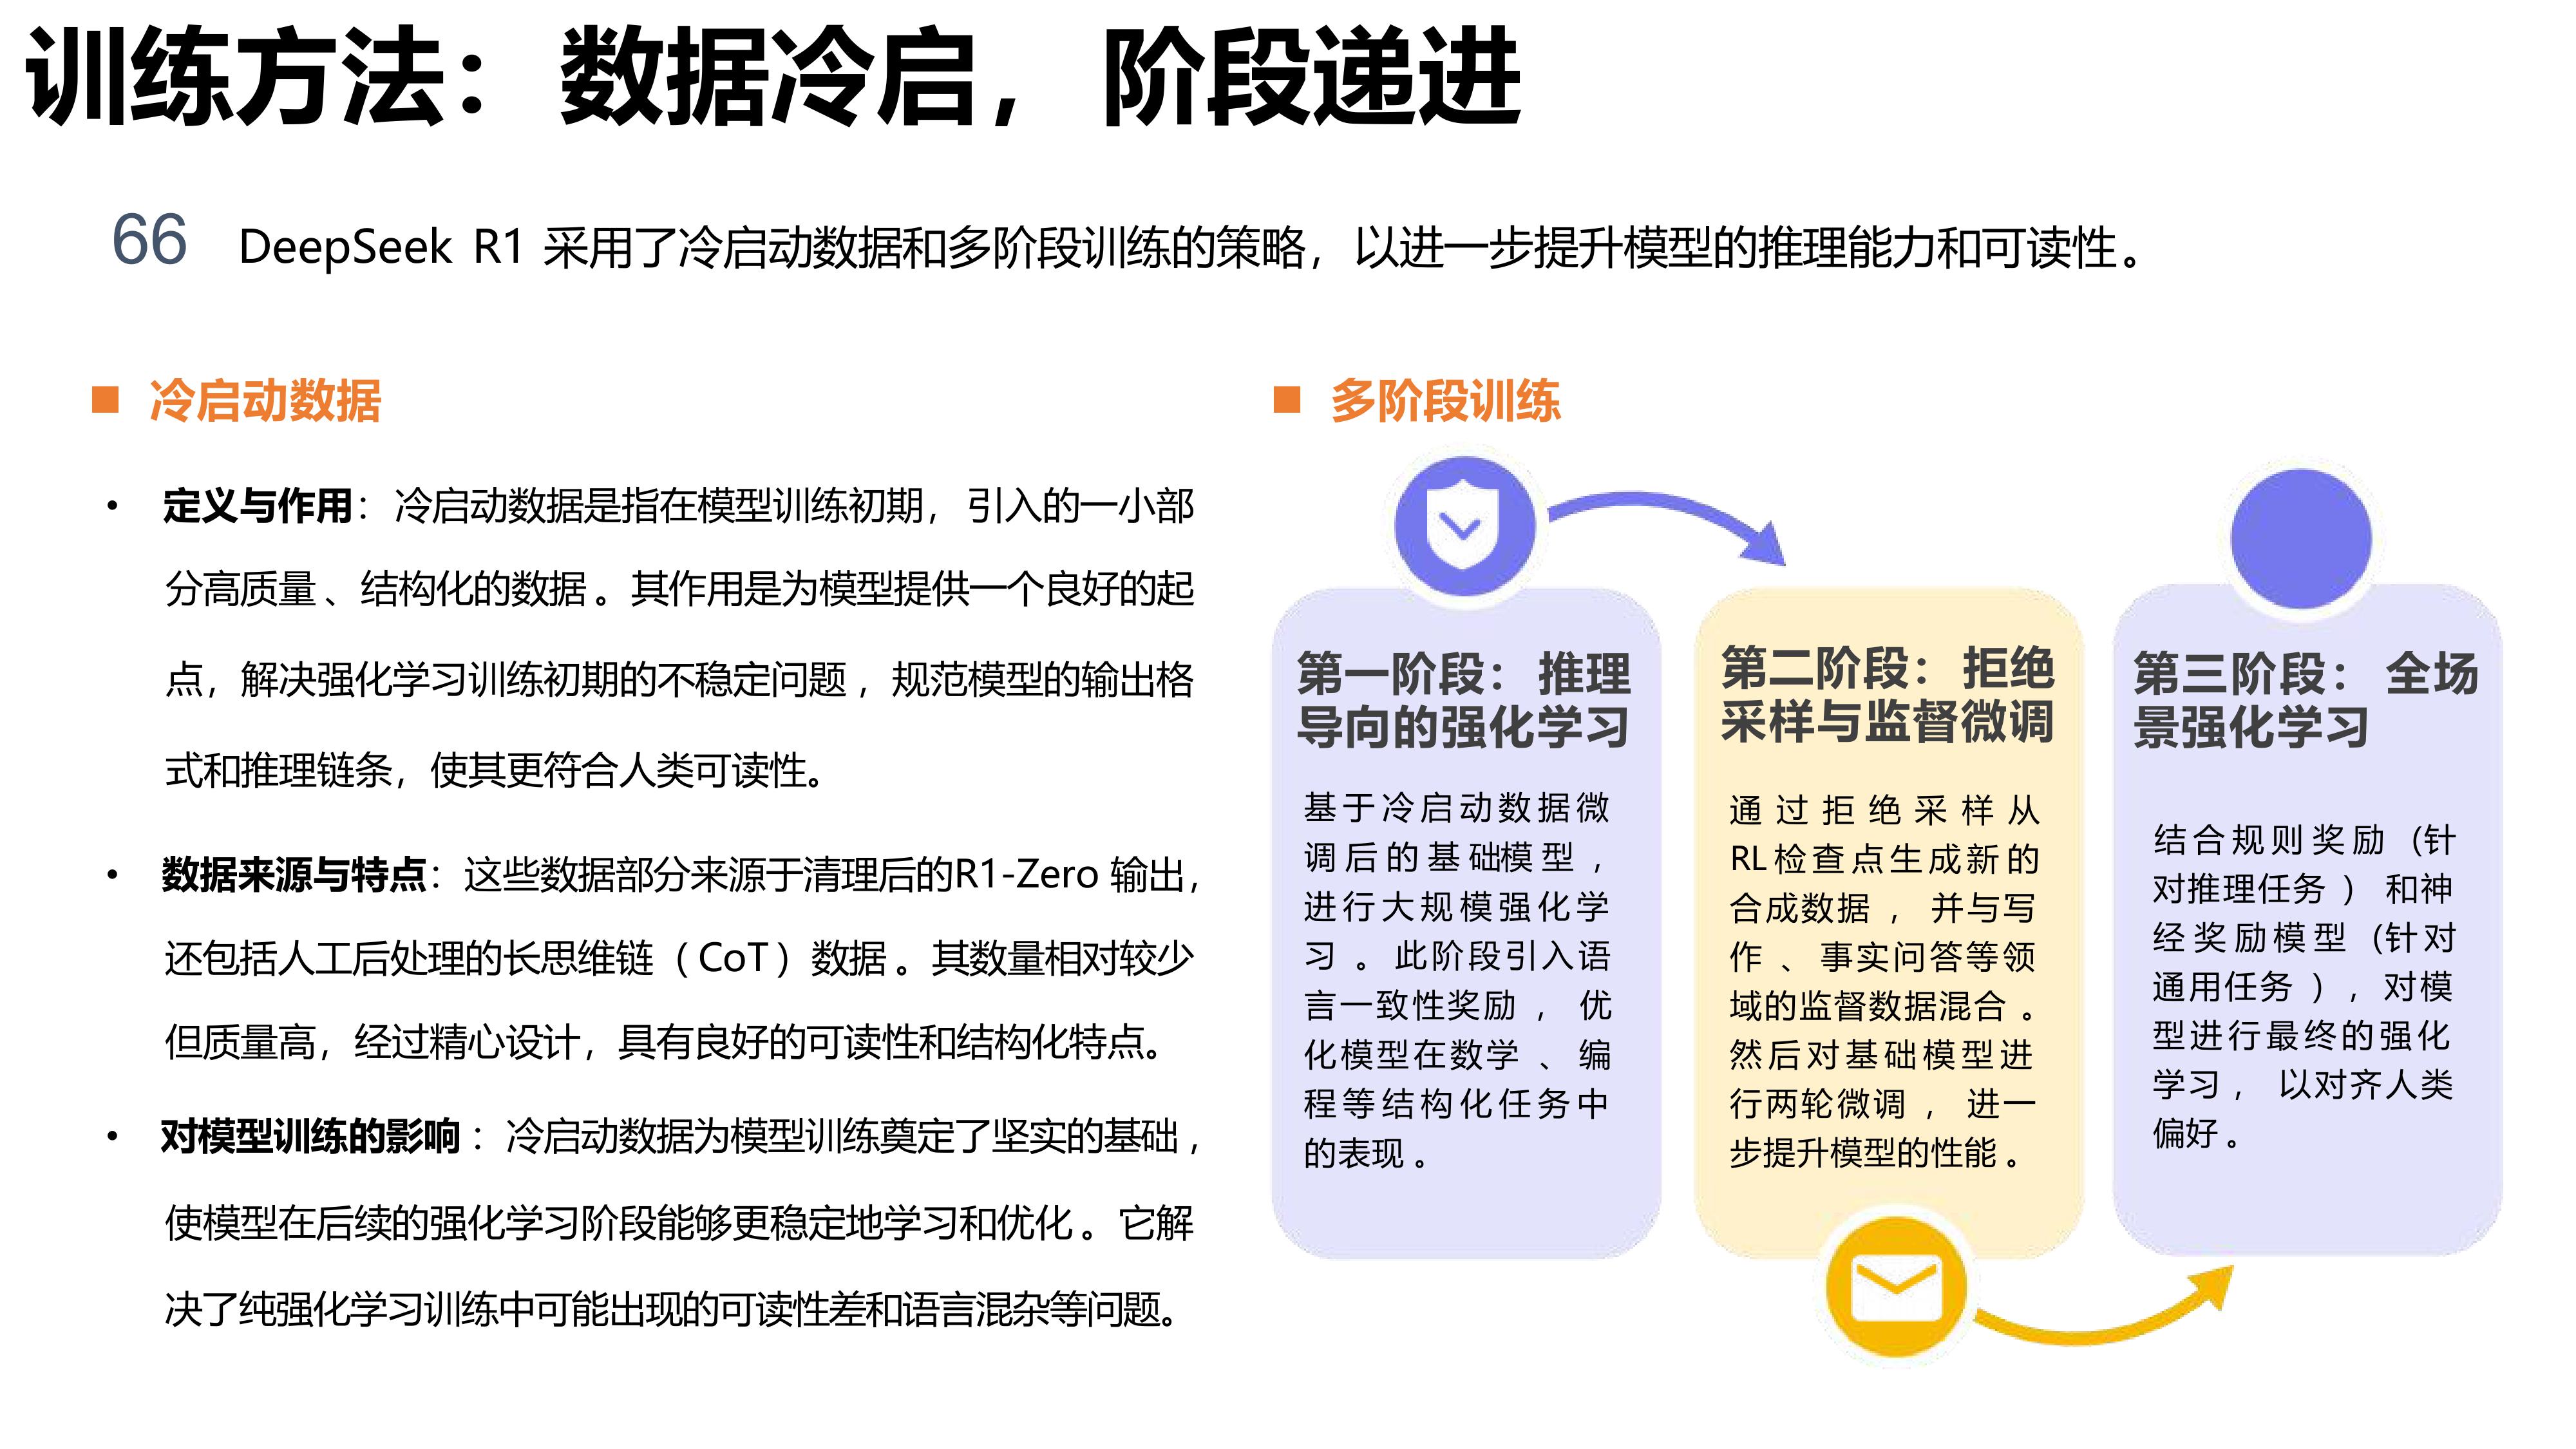 训练方法：数据冷启，阶段递进
66 DeepSeek R1 采用了冷启动数据和多阶段训练的策略，以进一步提升模型的推理能力和可读性。
■ 冷启动数据
• 定义与作用：冷启动数据是指在模型训练初期，引入的一小部
分高质量、结构化的数据。其作用是为模型提供一个良好的起
点，解决强化学习训练初期的不稳定问题，规范模型的输出格
式和推理链条，使其更符合人类可读性。
• 数据来源与特点：这些数据部分来源于清理后的R1-Zero 输出，
还包括人工后处理的长思维链（CoT）数据。其数量相对较少
但质量高，经过精心设计，具有良好的可读性和结构化特点。
• 对模型训练的影响：冷启动数据为模型训练奠定了坚实的基础，
使模型在后续的强化学习阶段能够更稳定地学习和优化。它解
决了纯强化学习训练中可能出现的可读性差和语言混杂等问题。
■ 多阶段训练
第一阶段：推理
导向的强化学习
基于冷启动数据微
调后的基础模型，
进行大规模强化学
习。此阶段引入语
言一致性奖励，优
化模型在数学、编
程等结构化任务中
的表现。
第二阶段：拒绝
采样与监督微调
通过拒绝采样从
RL检查点生成新的
合成数据，并与写
作、事实问答等领
域的监督数据混合。
然后对基础模型进
行两轮微调，进一
步提升模型的性能。
第三阶段：全场
景强化学习
结合规则奖励（针
对推理任务）和神
经奖励模型（针对
通用任务），对模
型进行最终的强化
学习，以对齐人类
偏好。